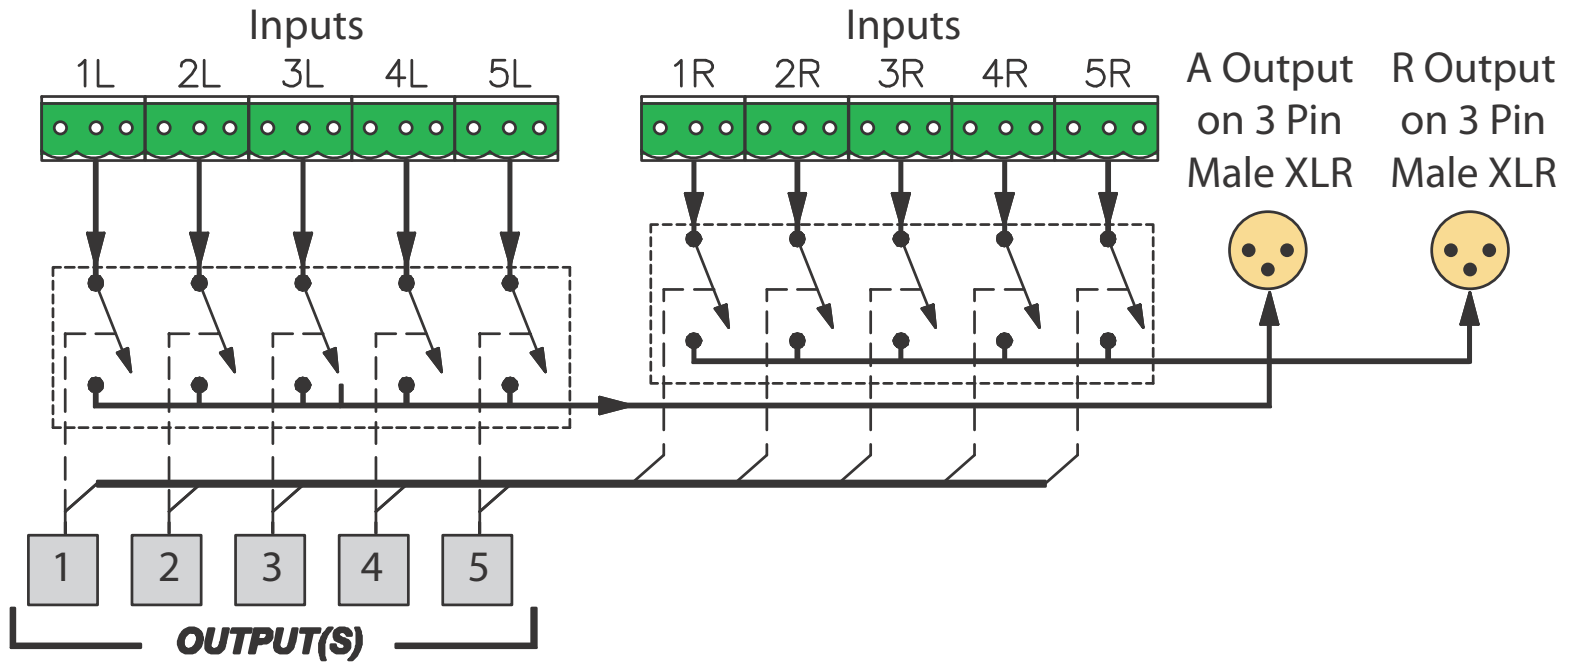 Inputs
1L 2L 3L 4L 5L
Inputs
1R 2R 3R 4R 5R
A Output
on 3 Pin
Male XLR
R Output
on 3 Pin
Male XLR
1 2 3 4 5
OUTPUT(S)